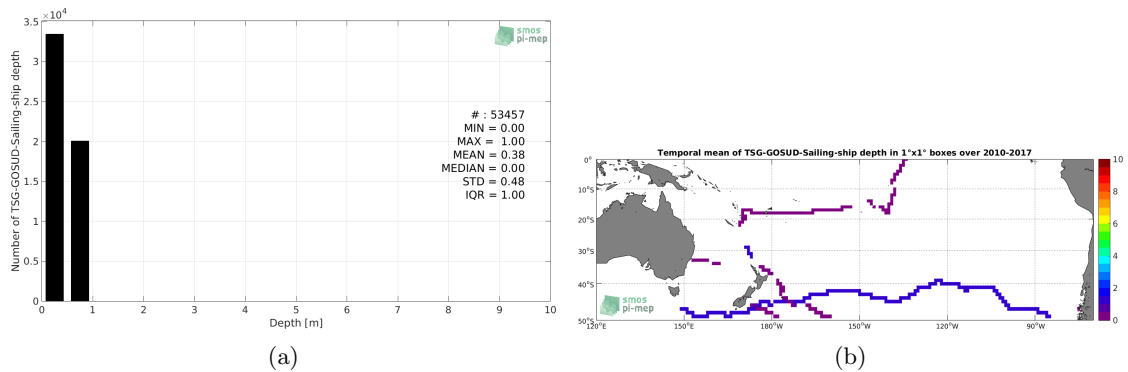 ×10⁴
3.5
3
2.5
2
1.5
1
0.5
0
Number of TSG-GOSUD-Sailing-ship depth
smos
pi-mep
# : 53457
MIN = 0.00
MAX = 1.00
MEAN = 0.38
MEDIAN = 0.00
STD = 0.48
IQR = 1.00
0 1 2 3 4 5 6 7 8 9 10
Depth [m]
(a)
Temporal mean of TSG-GOSUD-Sailing-ship depth in 1°x1° boxes over 2010-2017
0°
10°S
20°S
30°S
40°S
50°S
smos
pi-mep
120°E 150°E 180°W 150°W 120°W 90°W
10
8
6
4
2
0
(b)